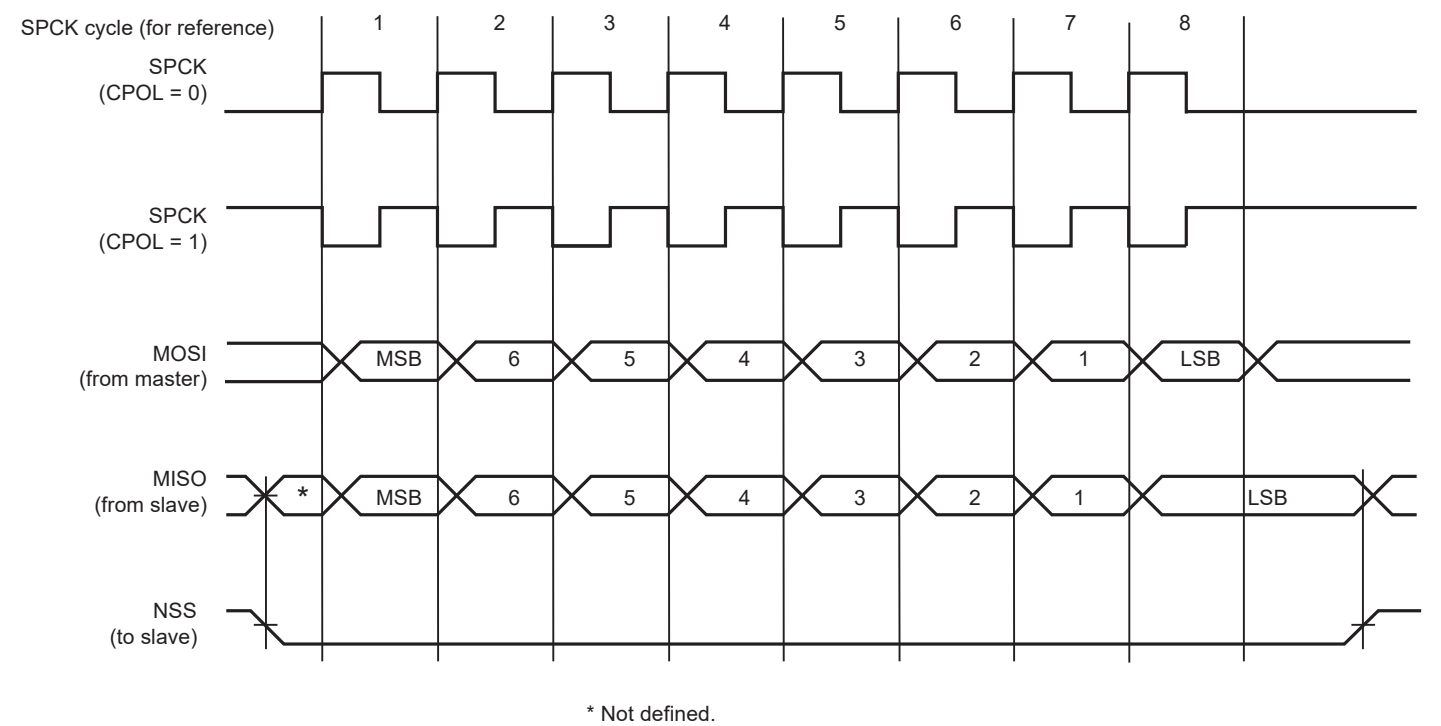 SPCK cycle (for reference) 1 2 3 4 5 6 7 8
SPCK
(CPOL = 0)
SPCK
(CPOL = 1)
MOSI
(from master)
MSB 6 5 4 3 2 1 LSB
MISO
(from slave)
* MSB 6 5 4 3 2 1 LSB
NSS
(to slave)
* Not defined.